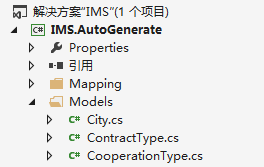 解决方案"IMS"(1 个项目)
C# IMS.AutoGenerate
Properties
引用
Mapping
Models
C# City.cs
C# ContractType.cs
C# CooperationType.cs